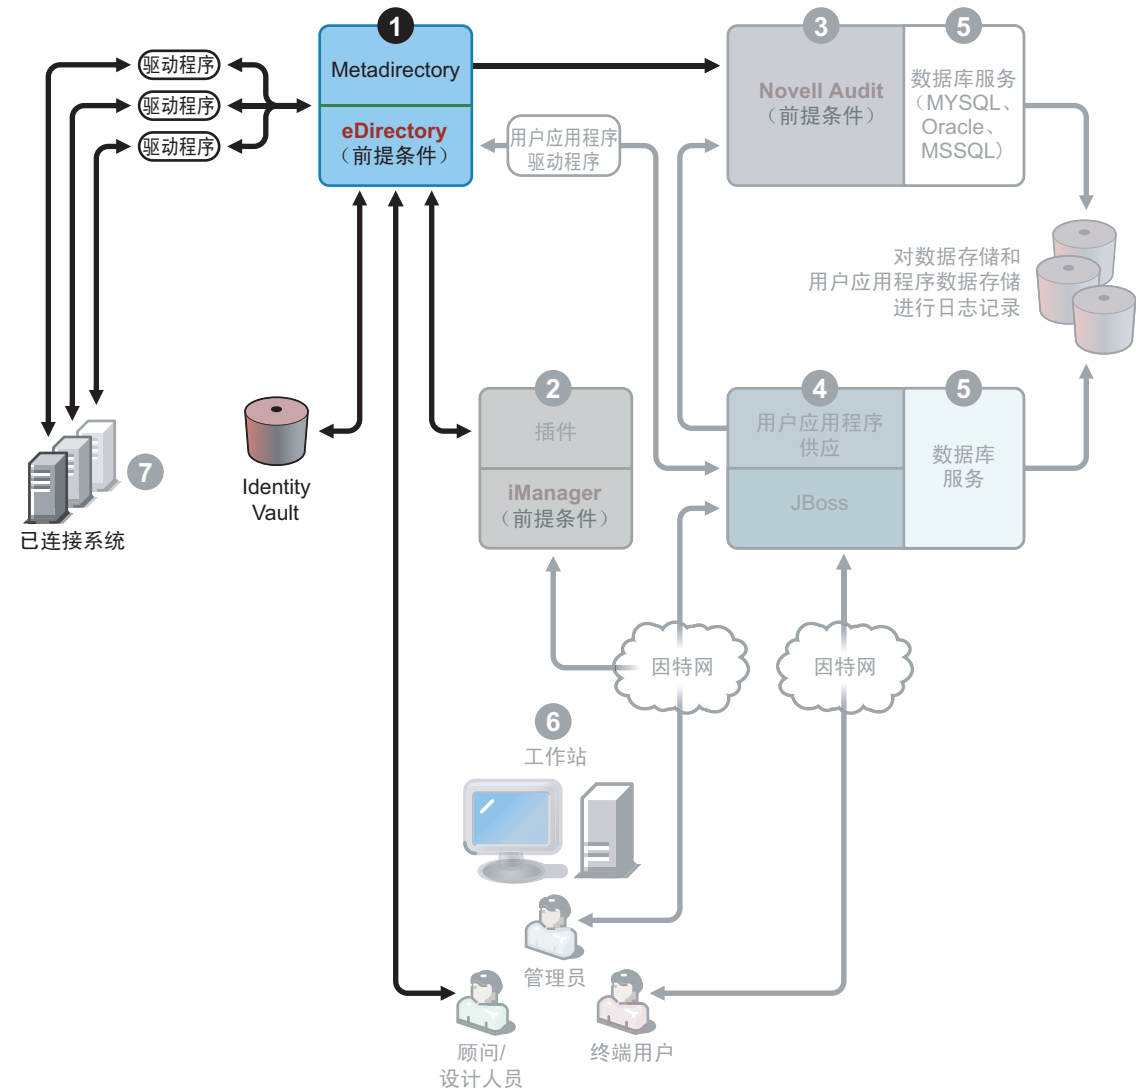 1
3
5
驱动程序
驱动程序
驱动程序
Metadirectory
eDirectory
（前提条件）
用户应用程序
驱动程序
Novell Audit
（前提条件）
数据库服务
（MYSQL、
Oracle、
MSSQL）
对数据存储和
用户应用程序数据存储
进行日志记录
2
4
5
插件
iManager
（前提条件）
用户应用程序
供应
JBoss
数据库
服务
7
已连接系统
Identity
Vault
因特网
因特网
6
工作站
管理员
顾问/
设计人员
终端用户